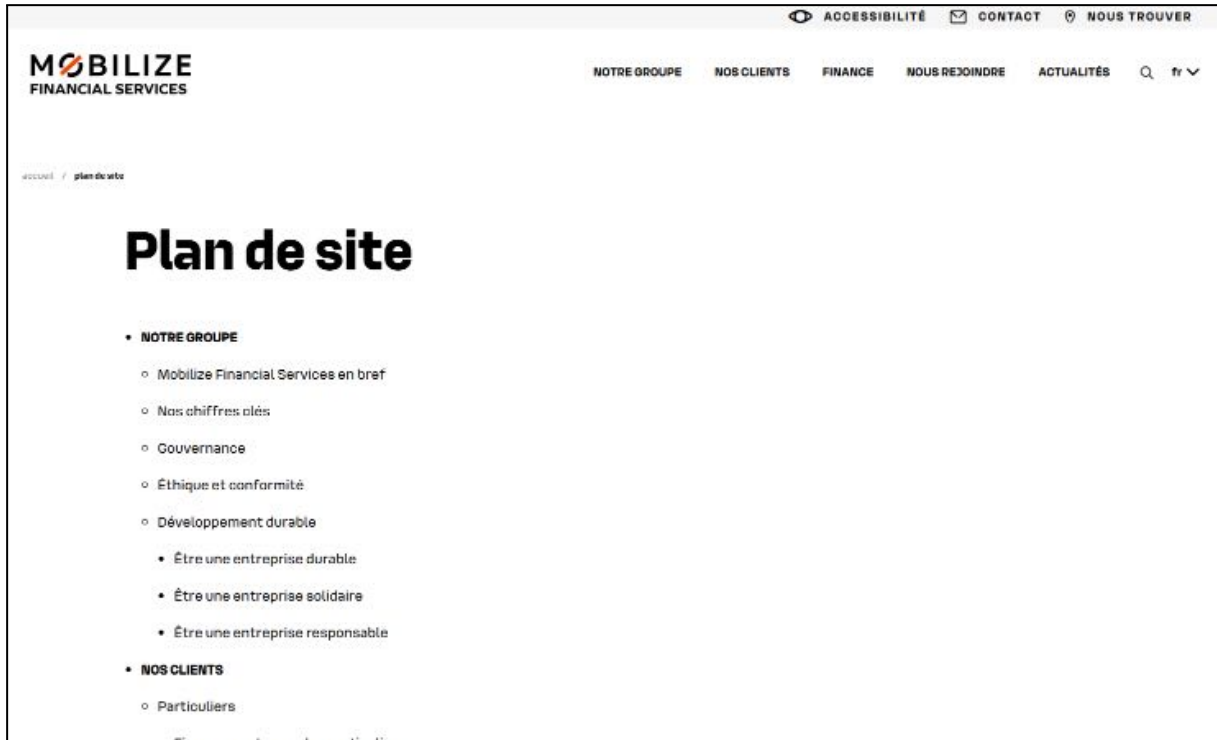 ACCESSIBILITÉ CONTACT NOUS TROUVER
MOBILIZE
FINANCIAL SERVICES
NOTRE GROUPE NOS CLIENTS FINANCE NOUS REJOINDRE ACTUALITÉS fr
accueil / plan de site
Plan de site
• NOTRE GROUPE
◦ Mobilize Financial Services en bref
◦ Nos chiffres clés
◦ Gouvernance
◦ Éthique et conformité
◦ Développement durable
• Être une entreprise durable
• Être une entreprise solidaire
• Être une entreprise responsable
• NOS CLIENTS
◦ Particuliers